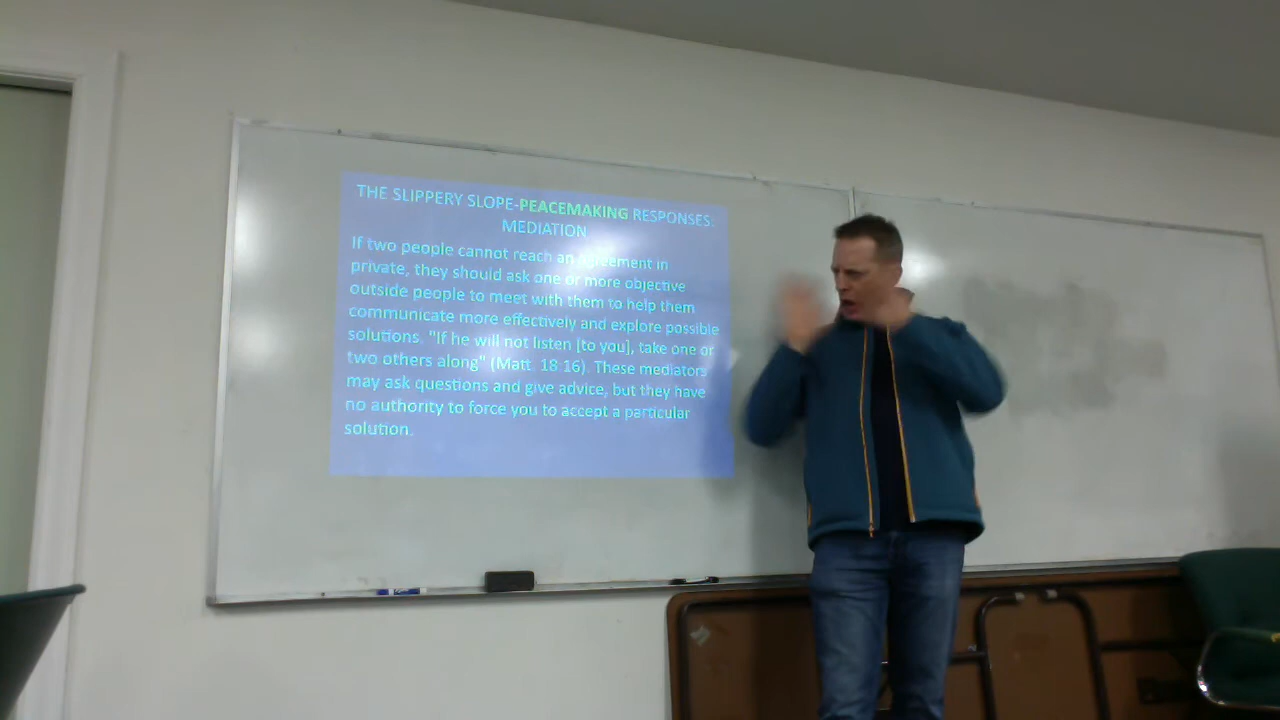 THE SLIPPERY SLOPE-PEACEMAKING RESPONSES:
MEDIATION
If two people cannot reach an agreement in
private, they should ask one or more objective
outside people to meet with them to help them
communicate more effectively and explore possible
solutions. "If he will not listen [to you], take one or
two others along" (Matt. 18:16). These mediators
may ask questions and give advice, but they have
no authority to force you to accept a particular
solution.